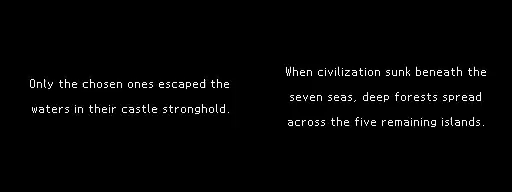 Only the chosen ones escaped the
waters in their castle stronghold.
When civilization sunk beneath the
seven seas, deep forests spread
across the five remaining islands.